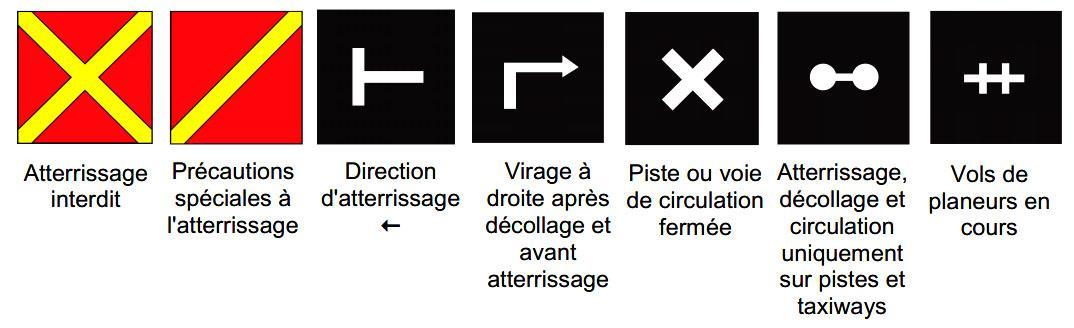 Atterrissage
interdit
Précautions
spéciales à
l'atterrissage
Direction
d'atterrissage
←
Virage à
droite après
décollage et
avant
atterrissage
Piste ou voie
de circulation
fermée
Atterrissage,
décollage et
circulation
uniquement
sur pistes et
taxiways
Vols de
planeurs en
cours